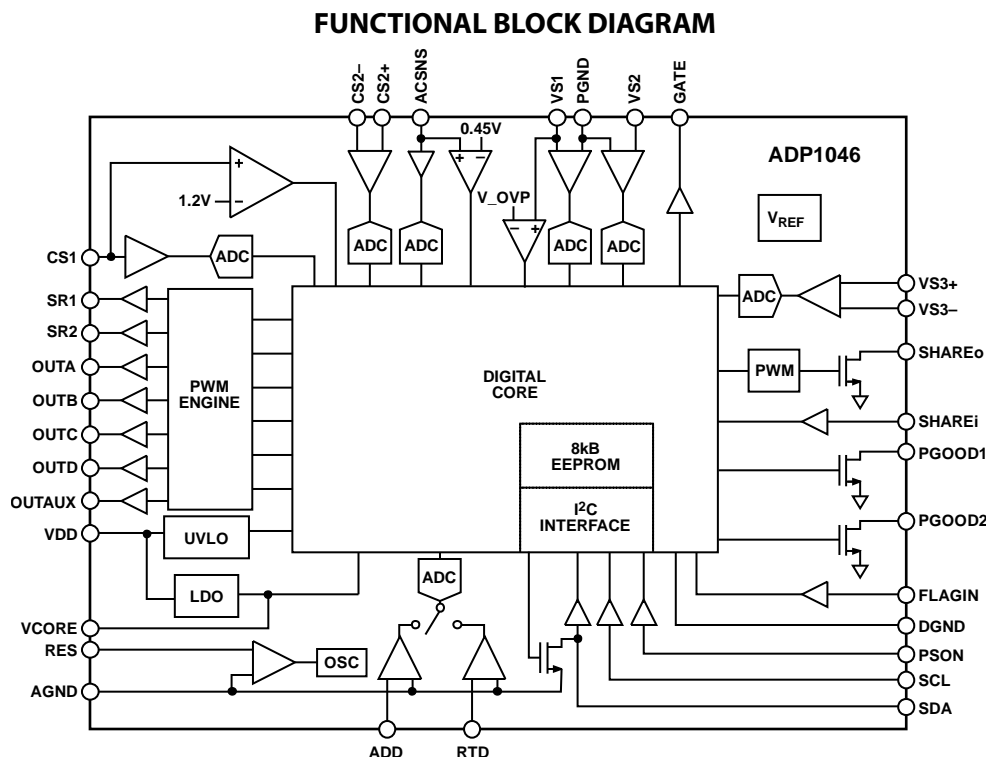 FUNCTIONAL BLOCK DIAGRAM
CS2–
CS2+
ACSNS
VS1
PGND
VS2
GATE
ADP1046
+
1.2V
–
0.45V
+
–
V_OVP
–
+
VREF
CS1
ADC
ADC
ADC
ADC
ADC
ADC
VS3+
VS3–
SR1
SR2
OUTA
OUTB
OUTC
OUTD
OUTAUX
PWM
ENGINE
DIGITAL
CORE
8kB
EEPROM
I2C
INTERFACE
PWM
SHAREo
SHAREi
PGOOD1
PGOOD2
VDD
UVLO
LDO
ADC
VCORE
RES
OSC
AGND
FLAGIN
DGND
PSON
SCL
SDA
ADD
RTD